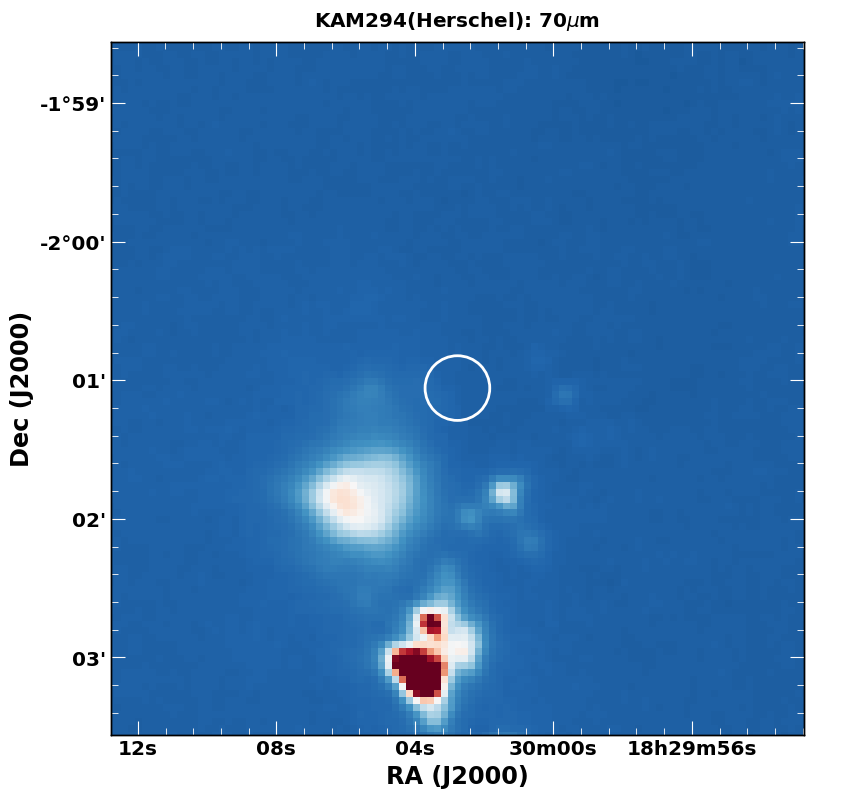 KAM294(Herschel): 70μm
Dec (J2000)
-1°59'
-2°00'
01'
02'
03'
12s 08s 04s 30m00s 18h29m56s
RA (J2000)